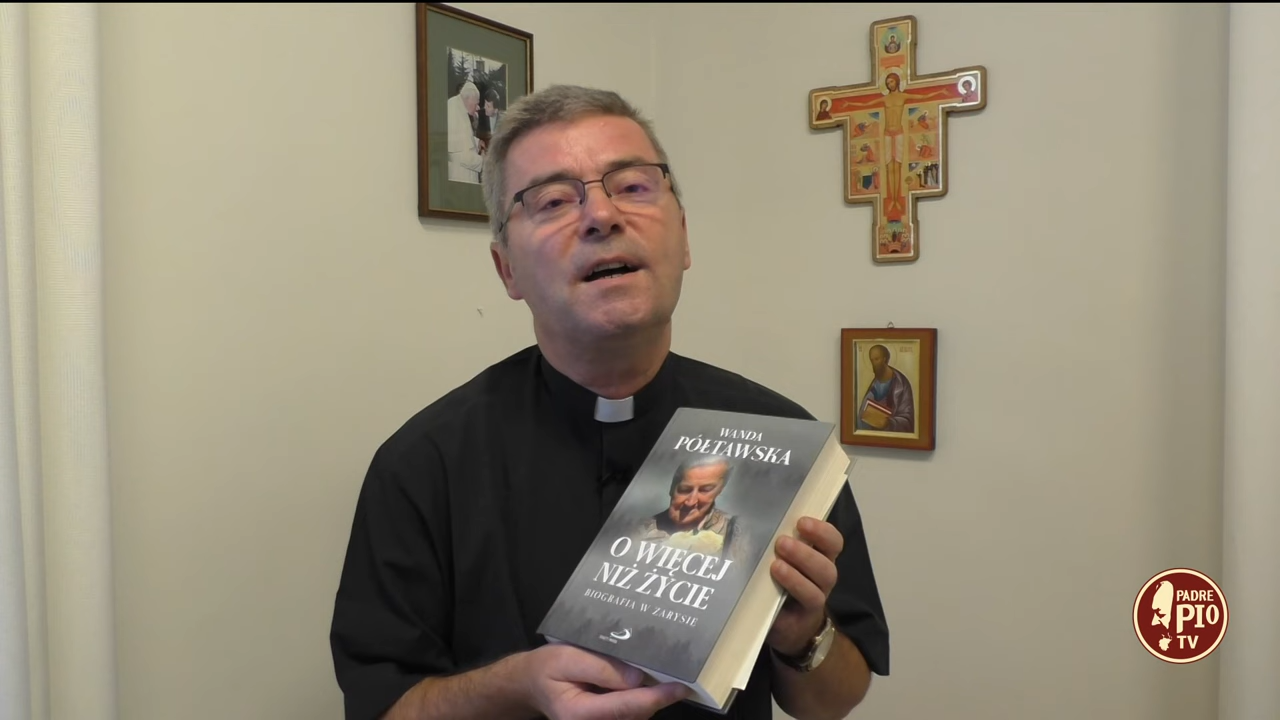 WANDA
PÓŁTAWSKA
O WIĘCEJ
NIŻ ŻYCIE
BIOGRAFIA W ZARYSIE
PADRE
PIO
TV